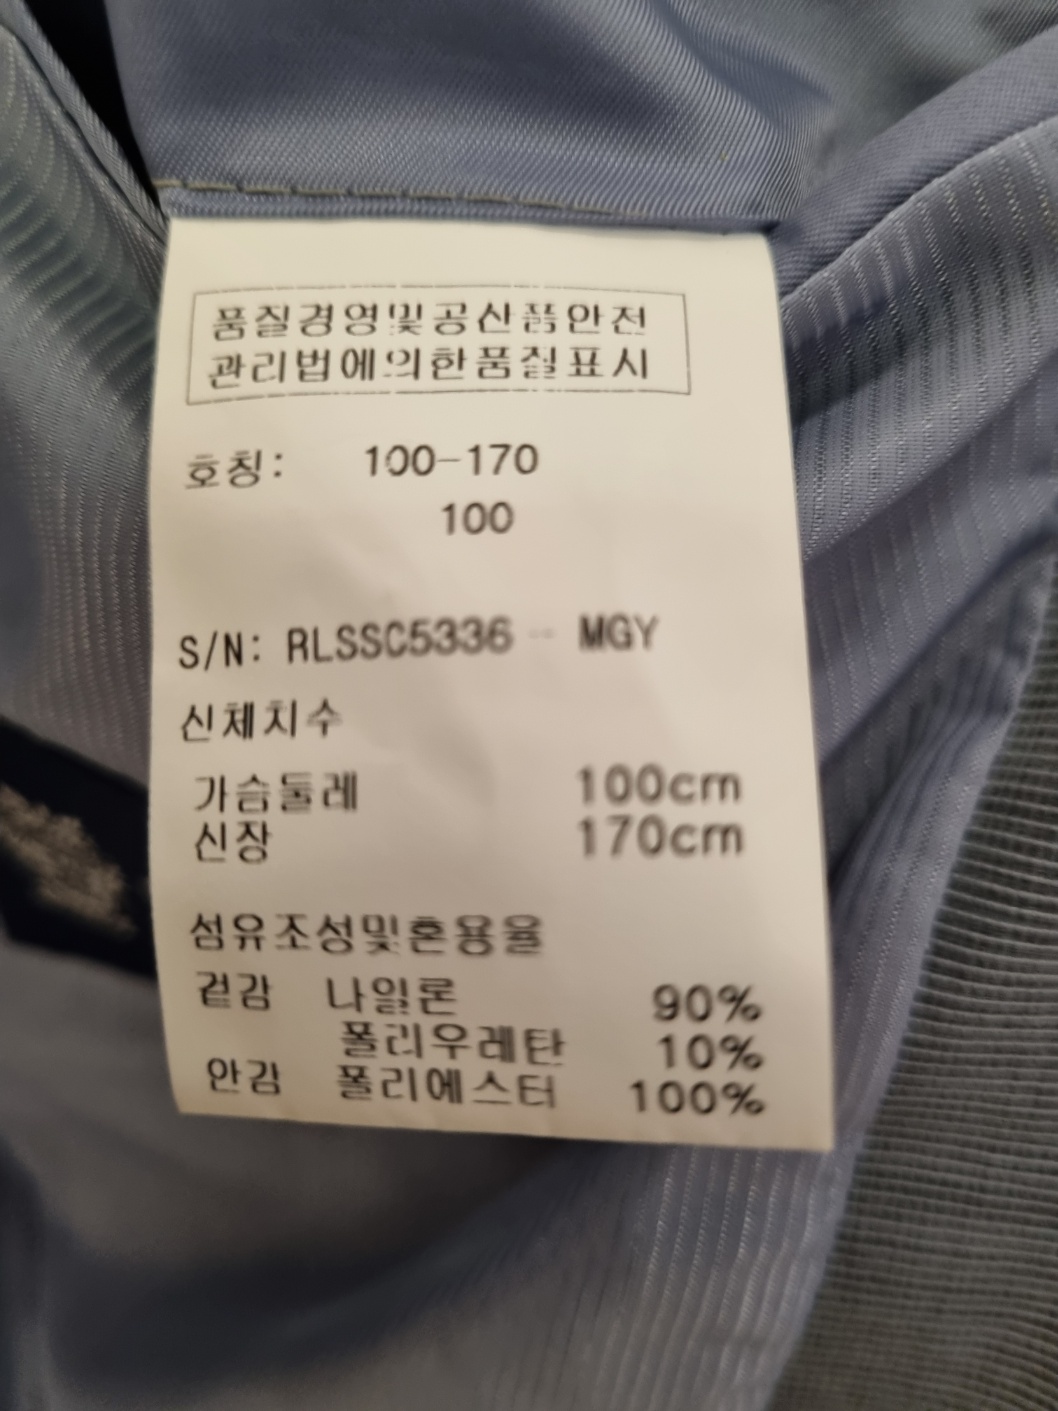 품질경영및공산품안전
관리법에의한품질표시
호칭: 100-170
100
S/N: RLSSC5336 - MGY
신체치수
가슴둘레 100cm
신장 170cm
섬유조성및혼용율
겉감 나일론 90%
폴리우레탄 10%
안감 폴리에스터 100%